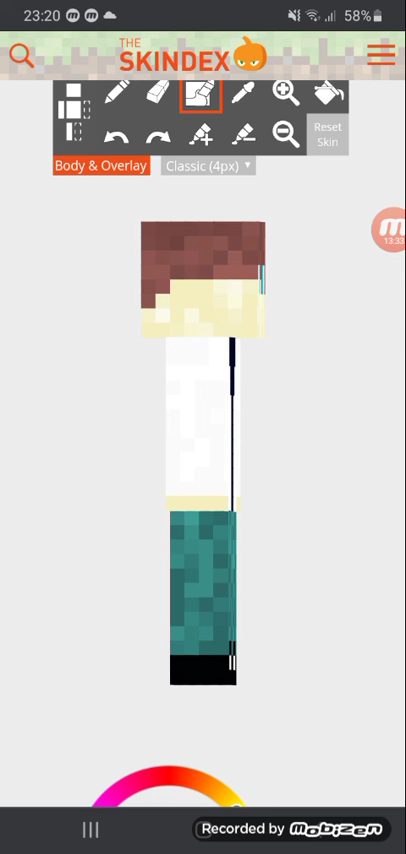 23:20
58%
THE
SKINDEX
Reset
Skin
Body & Overlay
Classic (4px)
m
13:33
Recorded by mobizen